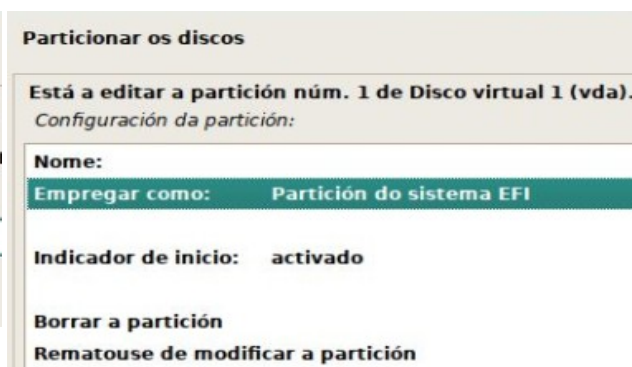 Particionar os discos
Está a editar a partición núm. 1 de Disco virtual 1 (vda).
Configuración da partición:
Nome:
Empregar como: Partición do sistema EFI
Indicador de inicio: activado
Borrar a partición
Rematouse de modificar a partición